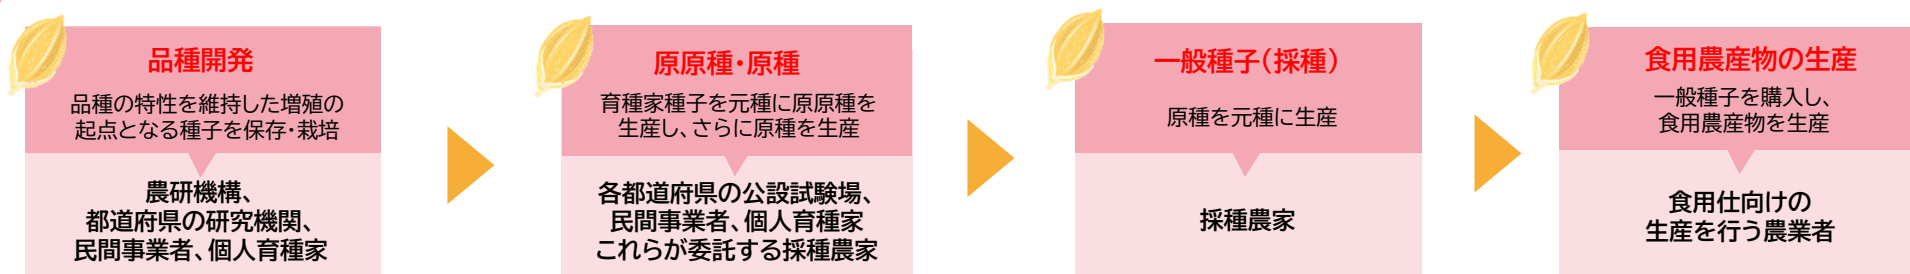 品種開発
品種の特性を維持した増殖の
起点となる種子を保存・栽培
農研機構、
都道府県の研究機関、
民間事業者、個人育種家
原原種・原種
育種家種子を元種に原原種を
生産し、さらに原種を生産
各都道府県の公設試験場、
民間事業者、個人育種家
これらが委託する採種農家
一般種子（採種）
原種を元種に生産
採種農家
食用農産物の生産
一般種子を購入し、
食用農産物を生産
食用仕向けの
生産を行う農業者